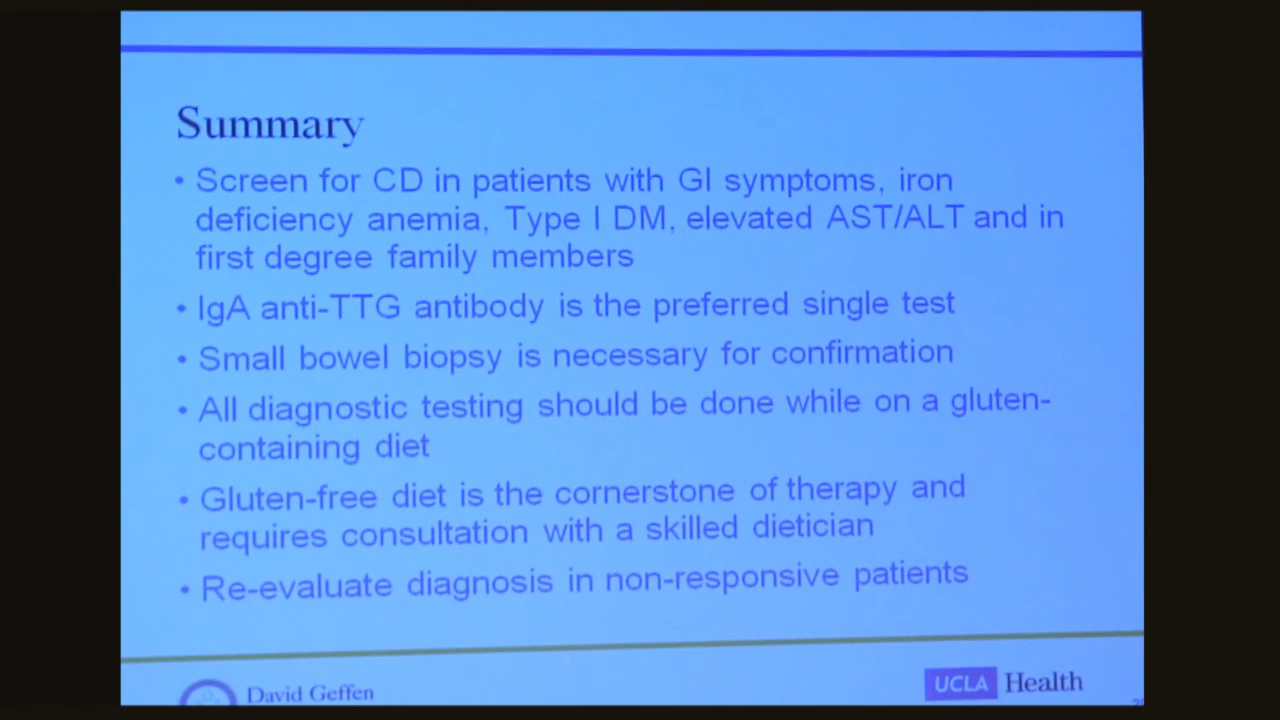 Summary
• Screen for CD in patients with GI symptoms, iron
deficiency anemia, Type I DM, elevated AST/ALT and in
first degree family members
• IgA anti-TTG antibody is the preferred single test
• Small bowel biopsy is necessary for confirmation
• All diagnostic testing should be done while on a gluten-
containing diet
• Gluten-free diet is the cornerstone of therapy and
requires consultation with a skilled dietician
• Re-evaluate diagnosis in non-responsive patients
David Geffen
UCLA Health